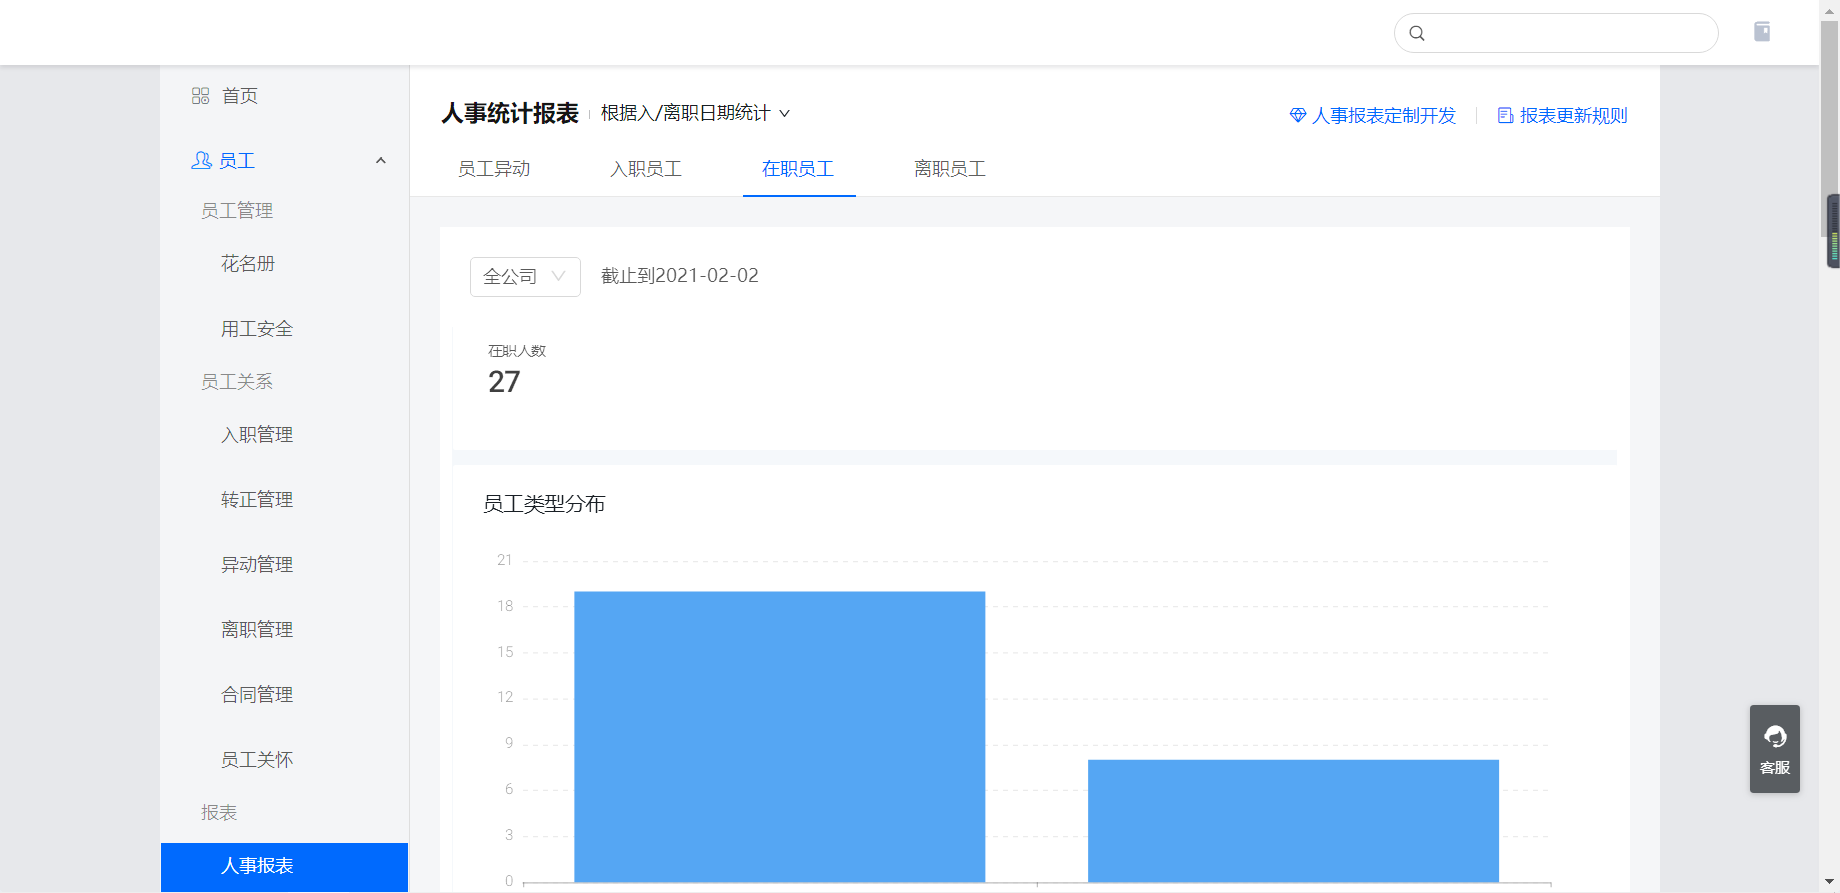 首页
员工
员工管理
花名册
用工安全
员工关系
入职管理
转正管理
异动管理
离职管理
合同管理
员工关怀
报表
人事报表
人事统计报表 根据入/离职日期统计
人事报表定制开发 报表更新规则
员工异动 入职员工 在职员工 离职员工
全公司 截止到2021-02-02
在职人数
27
员工类型分布
21
18
15
12
9
6
3
0
客服